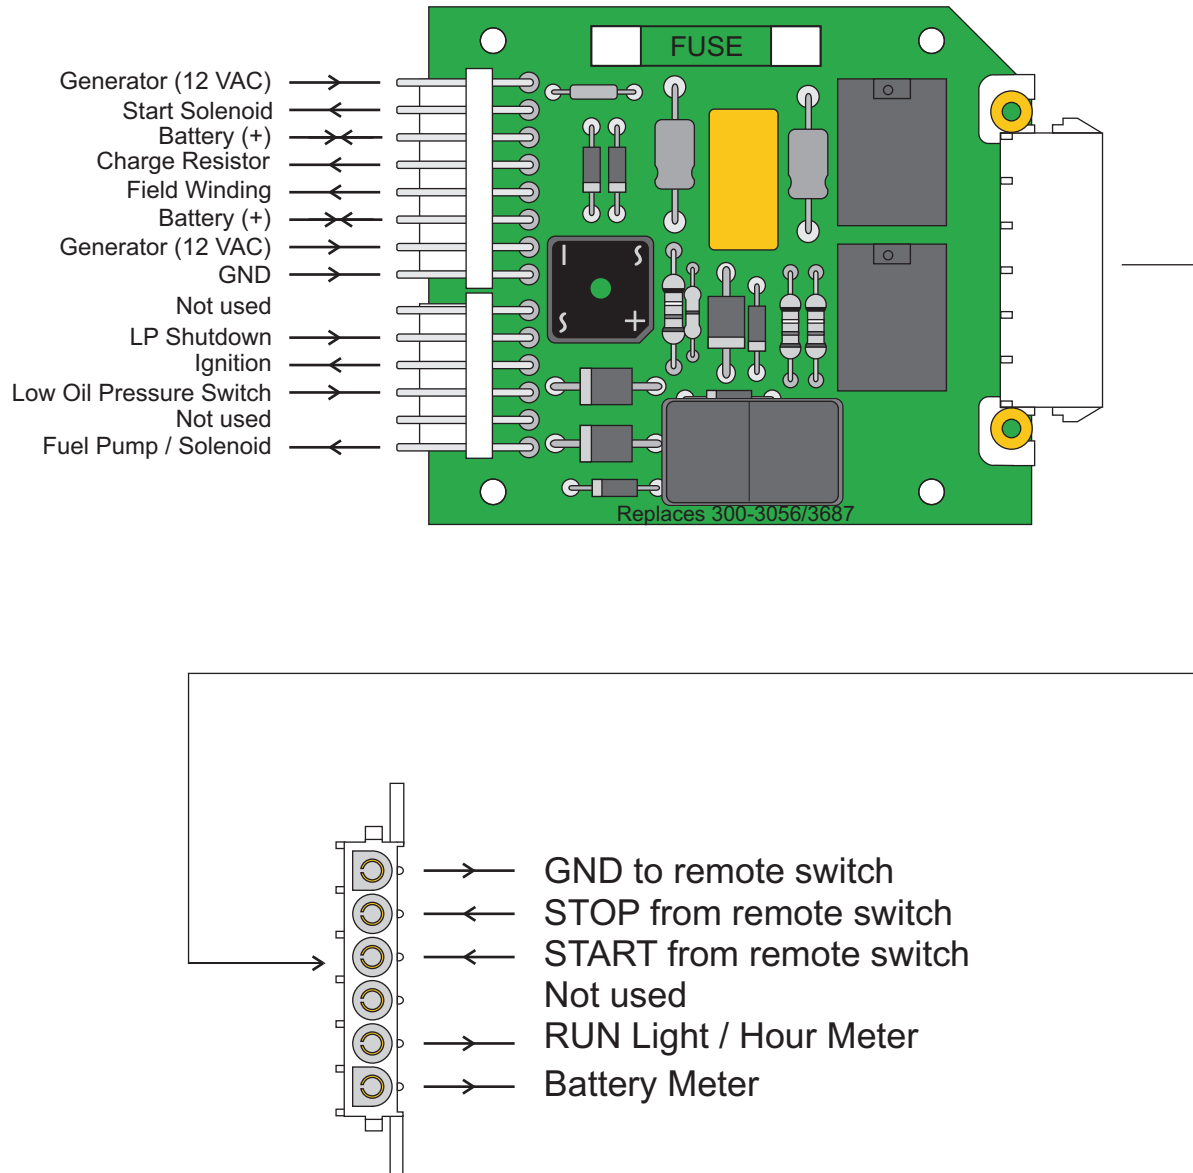 FUSE
Generator (12 VAC)
Start Solenoid
Battery (+)
Charge Resistor
Field Winding
Battery (+)
Generator (12 VAC)
GND
Not used
LP Shutdown
Ignition
Low Oil Pressure Switch
Not used
Fuel Pump / Solenoid
Replaces 300-3056/3687
GND to remote switch
STOP from remote switch
START from remote switch
Not used
RUN Light / Hour Meter
Battery Meter